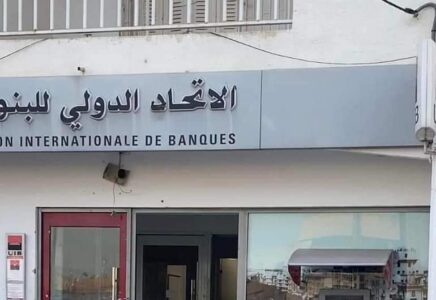 الاتحاد الدولي للبنو
ON INTERNATIONALE DE BANQUES
UIB